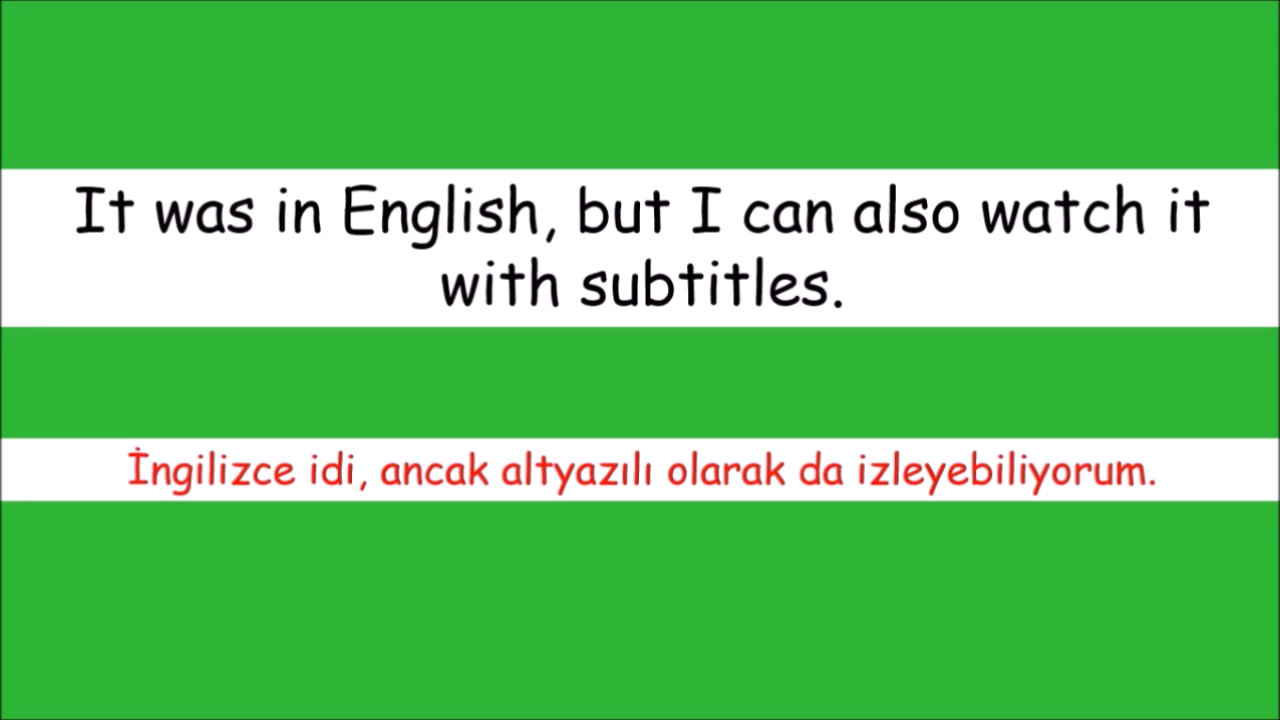 It was in English, but I can also watch it
with subtitles.
İngilizce idi, ancak altyazılı olarak da izleyebiliyorum.